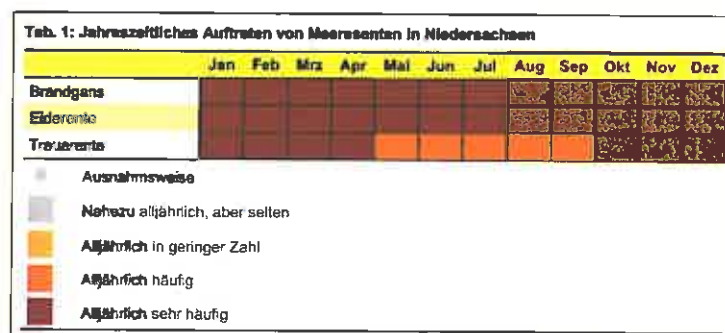 Tab. 1: Jahreszeitliches Auftreten von Meeresenten in Niedersachsen
Jan Feb Mrz Apr Mai Jun Jul Aug Sep Okt Nov Dez
Brandgans
Eiderente
Trauerente
Ausnahmsweise
Nahezu alljährlich, aber selten
Alljährlich in geringer Zahl
Alljährlich häufig
Alljährlich sehr häufig